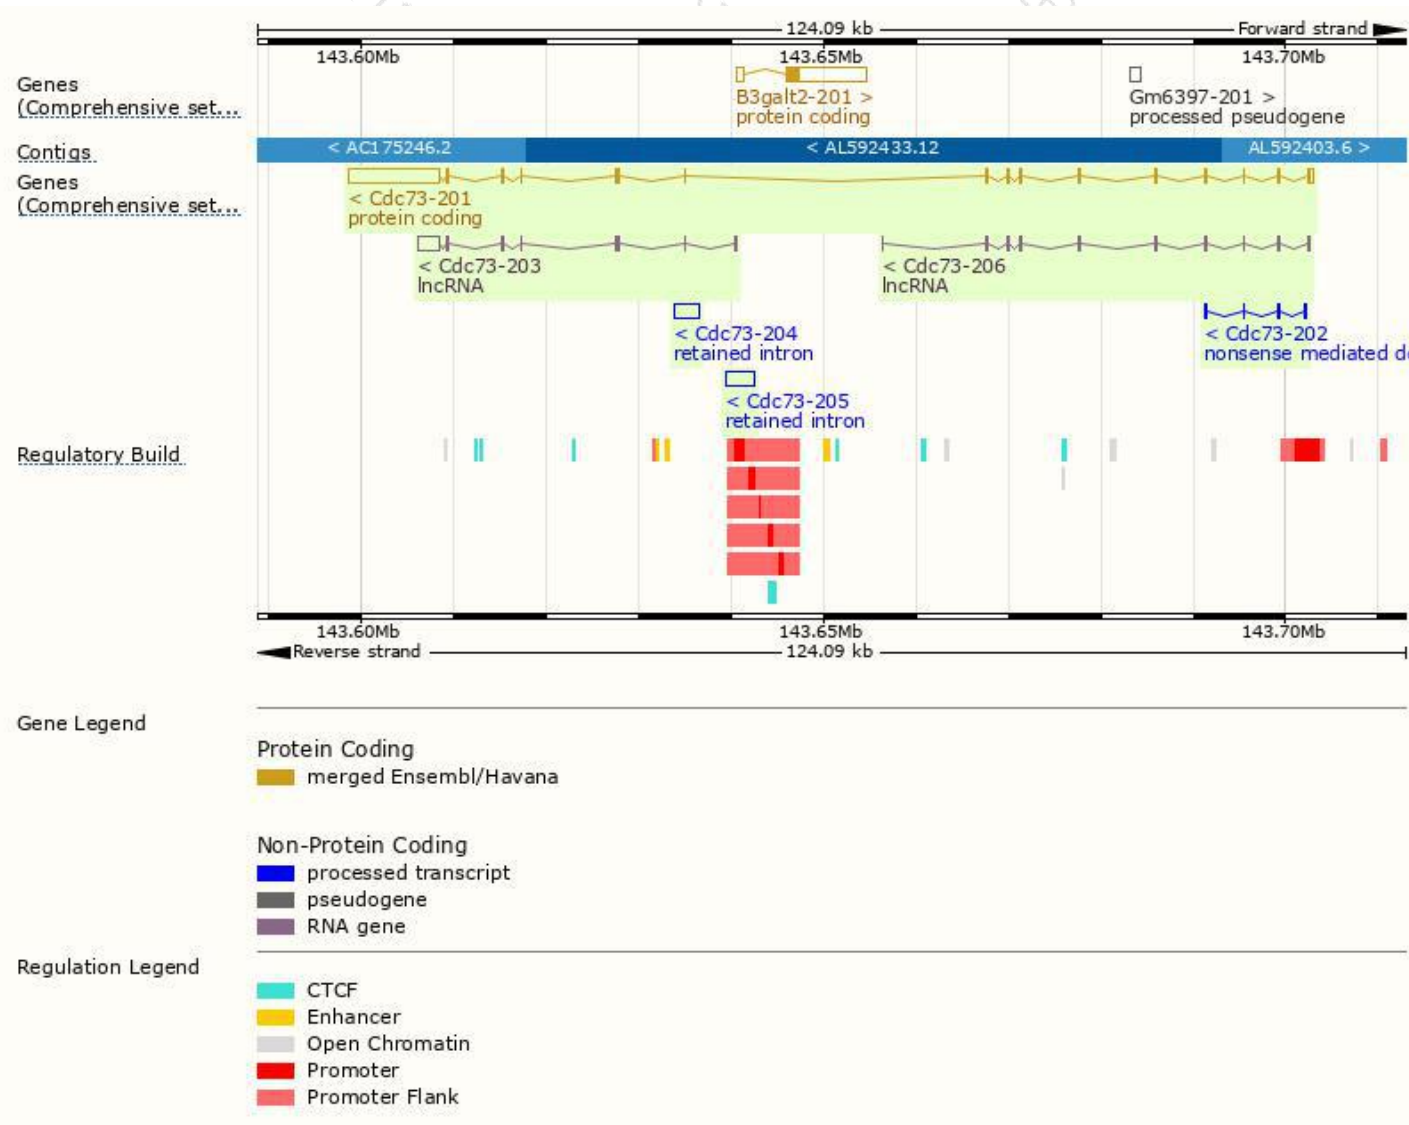 124.09 kb Forward strand
143.60Mb 143.65Mb 143.70Mb
Genes
(Comprehensive set...
B3galt2-201 > Gm6397-201 >
protein coding processed pseudogene
Contigs < AC175246.2 < AL592433.12 AL592403.6 >
Genes
(Comprehensive set...
< Cdc73-201
protein coding
< Cdc73-203 < Cdc73-206
lncRNA lncRNA
< Cdc73-204 < Cdc73-202
retained intron nonsense mediated d
< Cdc73-205
retained intron
Regulatory Build
143.60Mb 143.65Mb 143.70Mb
Reverse strand 124.09 kb
Gene Legend
Protein Coding
merged Ensembl/Havana
Non-Protein Coding
processed transcript
pseudogene
RNA gene
Regulation Legend
CTCF
Enhancer
Open Chromatin
Promoter
Promoter Flank